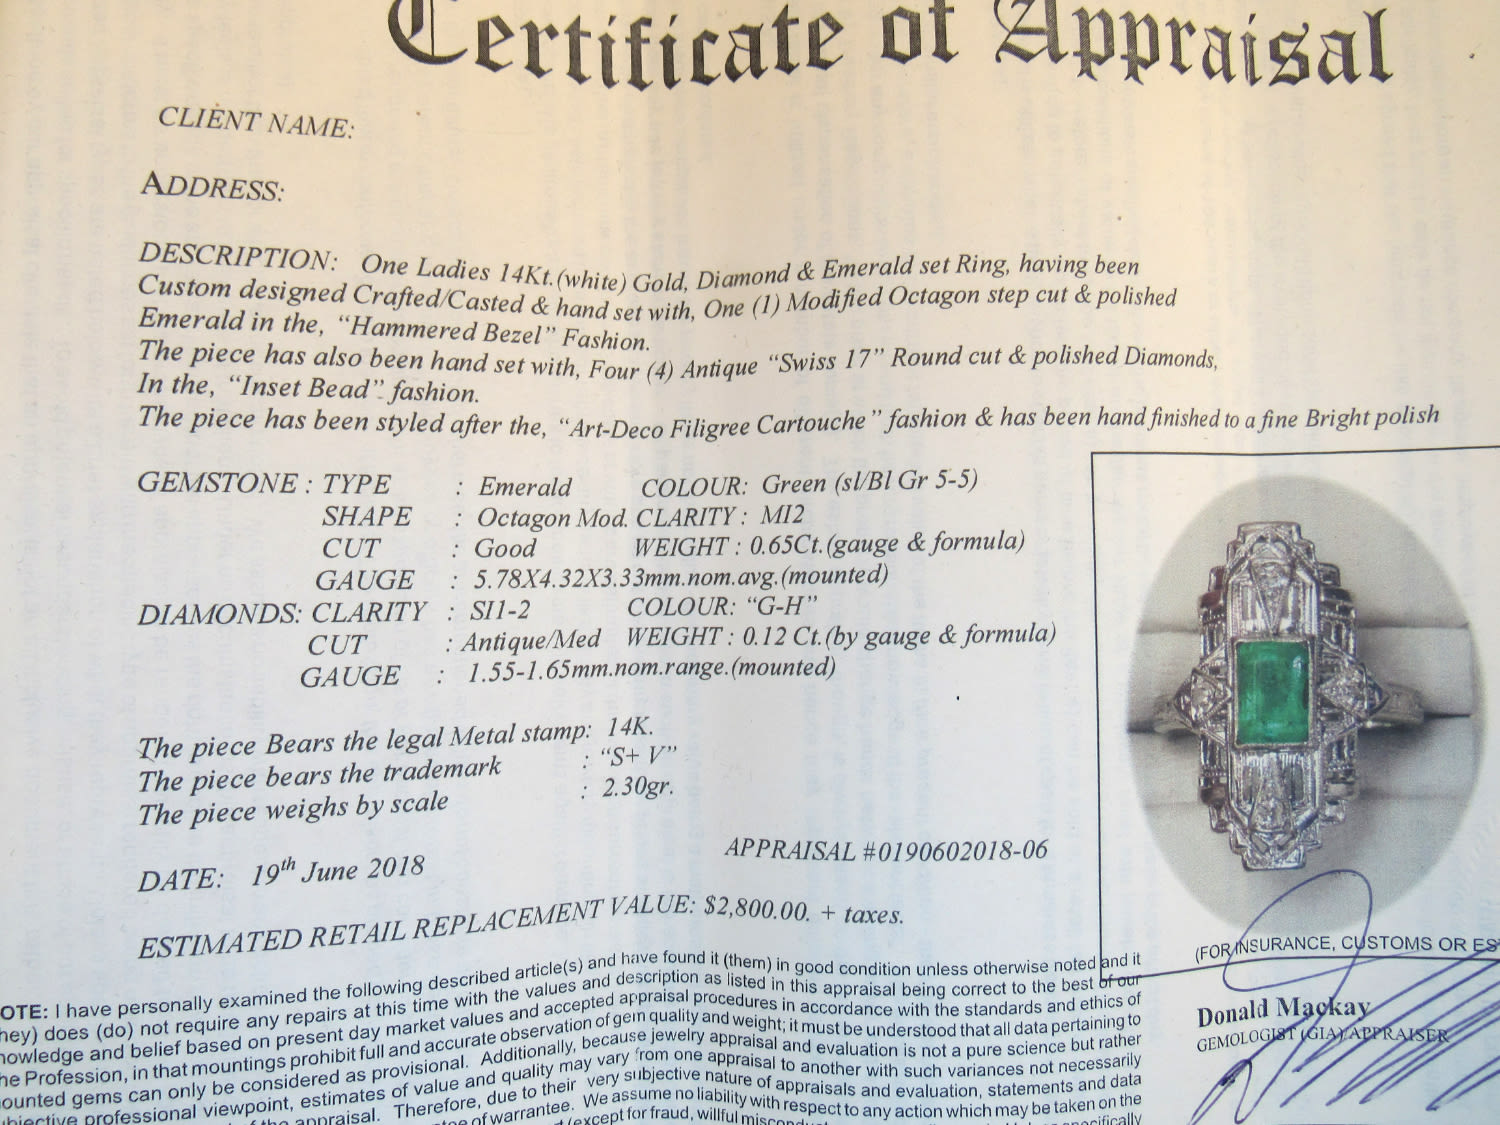 Certificate of Appraisal
CLIENT NAME:
ADDRESS:
DESCRIPTION: One Ladies 14Kt.(white) Gold, Diamond & Emerald set Ring, having been
Custom designed Crafted/Casted & hand set with, One (1) Modified Octagon step cut & polished
Emerald in the, "Hammered Bezel" Fashion.
The piece has also been hand set with, Four (4) Antique "Swiss 17" Round cut & polished Diamonds,
In the, "Inset Bead" fashion.
The piece has been styled after the, "Art-Deco Filigree Cartouche" fashion & has been hand finished to a fine Bright polish
GEMSTONE : TYPE : Emerald COLOUR: Green (sl/Bl Gr 5-5)
SHAPE : Octagon Mod. CLARITY : MI2
CUT : Good WEIGHT : 0.65Ct.(gauge & formula)
GAUGE : 5.78X4.32X3.33mm.nom.avg.(mounted)
DIAMONDS: CLARITY : SI1-2 COLOUR: "G-H"
CUT : Antique/Med WEIGHT : 0.12 Ct.(by gauge & formula)
GAUGE : 1.55-1.65mm.nom.range.(mounted)
The piece Bears the legal Metal stamp: 14K.
The piece bears the trademark : "S+ V"
The piece weighs by scale : 2.30gr.
APPRAISAL #0190602018-06
DATE: 19th June 2018
ESTIMATED RETAIL REPLACEMENT VALUE: $2,800.00. + taxes.
(FOR INSURANCE, CUSTOMS OR ES
Donald Mackay
GEMOLOGIST (GIA)/APPRAISER
OTE: I have personally examined the following described article(s) and have found it (them) in good condition unless otherwise noted and it
hey) does (do) not require any repairs at this time with the values and description as listed in this appraisal being correct to the best of our
nowledge and belief based on present day market values and accepted appraisal procedures in accordance with the standards and ethics of
he Profession, in that mountings prohibit full and accurate observation of gem quality and weight; it must be understood that all data pertaining to
ounted gems can only be considered as provisional. Additionally, because jewelry appraisal and evaluation is not a pure science but rather
bjective professional viewpoint, estimates of value and quality may vary from one appraisal to another with such variances not necessarily
appraisal. Therefore, due to their very subjective nature of appraisals and evaluation, statements and data
of warrantee. We assume no liability with respect to any action which may be taken on the
(except for fraud, willful